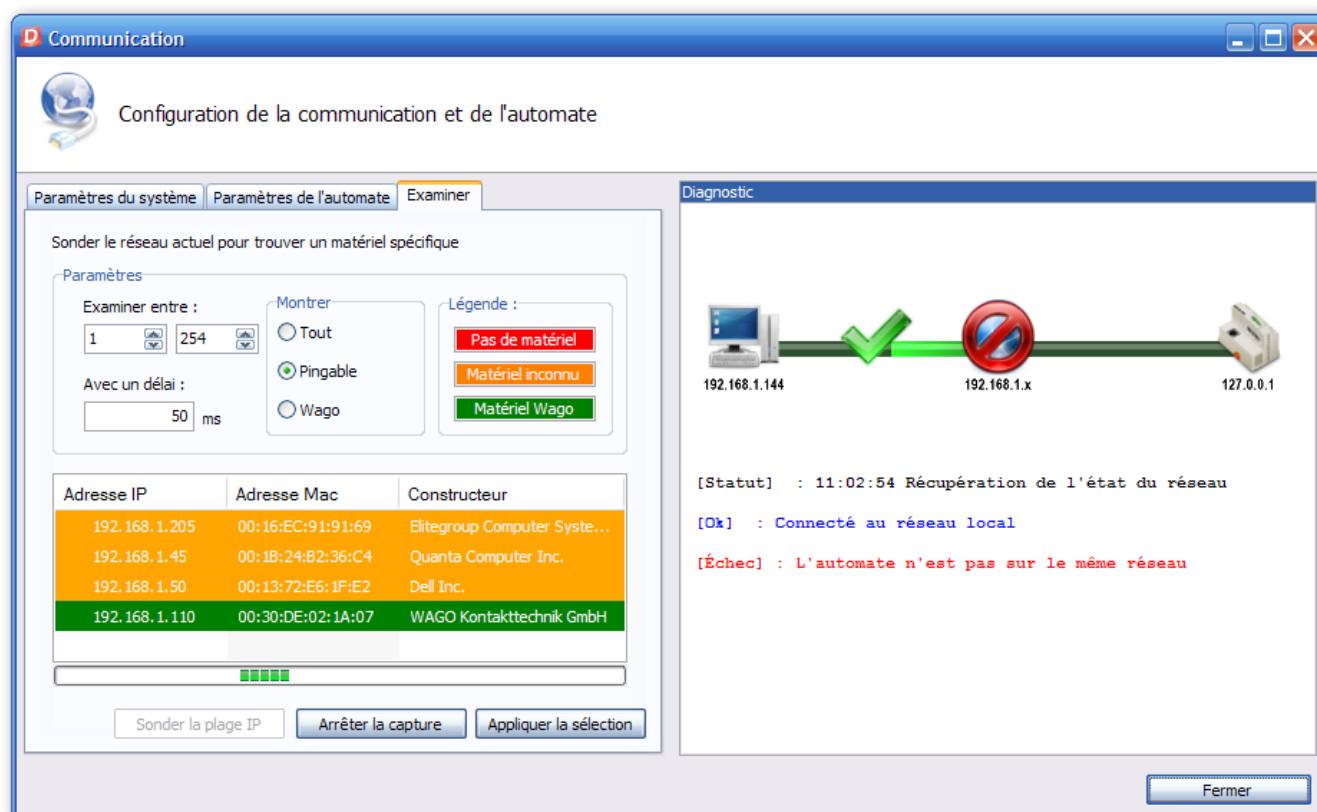 Communication
Configuration de la communication et de l'automate
Paramètres du système
Paramètres de l'automate
Examiner
Sonder le réseau actuel pour trouver un matériel spécifique
Paramètres
Examiner entre :
1
254
Avec un délai :
50 ms
Montrer
Tout
Pingable
Wago
Légende :
Pas de matériel
Matériel inconnu
Matériel Wago
Adresse IP Adresse Mac Constructeur
192.168.1.205 00:16:EC:91:91:69 Elitegroup Computer Syste...
192.168.1.45 00:1B:24:B2:36:C4 Quanta Computer Inc.
192.168.1.50 00:13:72:E6:1F:E2 Dell Inc.
192.168.1.110 00:30:DE:02:1A:07 WAGO Kontakttechnik GmbH
Sonder la plage IP
Arrêter la capture
Appliquer la sélection
Diagnostic
192.168.1.144
192.168.1.x
127.0.0.1
[Statut] : 11:02:54 Récupération de l'état du réseau
[Ok] : Connecté au réseau local
[Échec] : L'automate n'est pas sur le même réseau
Fermer